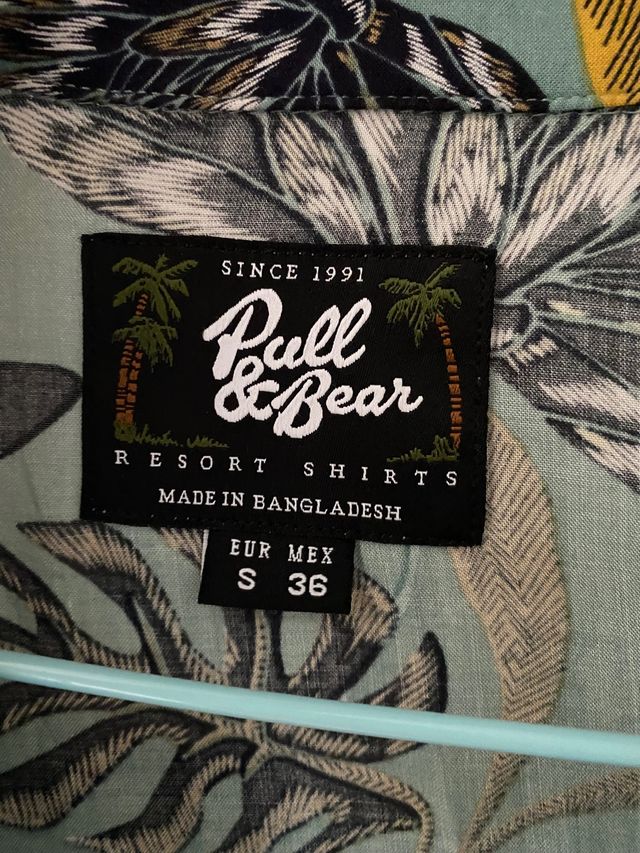 SINCE 1991
Pull
& Bear
RESORT SHIRTS
MADE IN BANGLADESH
EUR MEX
S 36